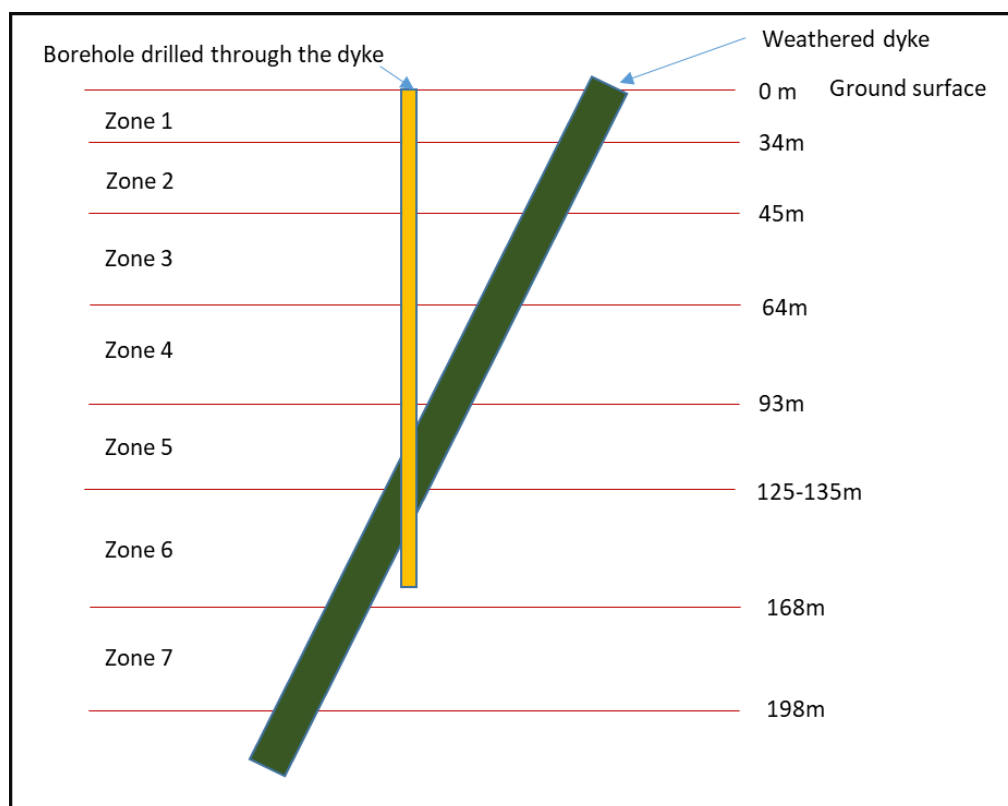 Borehole drilled through the dyke
Weathered dyke
0 m
Ground surface
Zone 1
34m
Zone 2
45m
Zone 3
64m
Zone 4
93m
Zone 5
125-135m
Zone 6
168m
Zone 7
198m